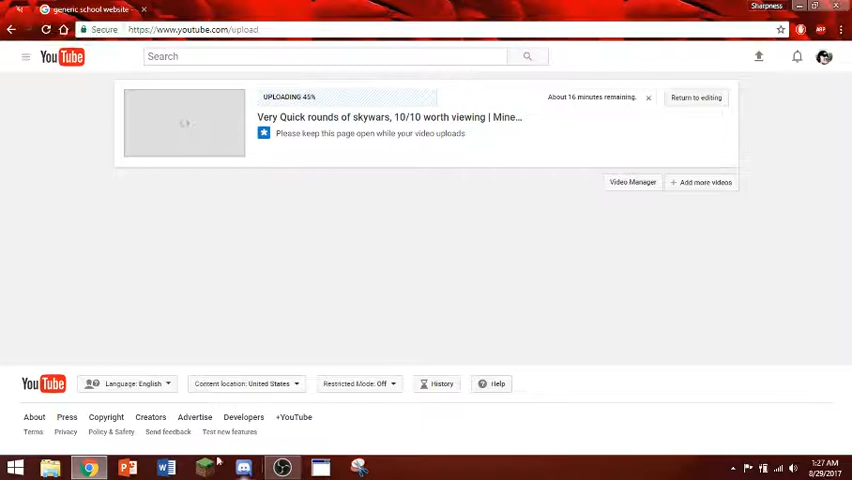 Sharpness
generic school website -
Secure https://www.youtube.com/upload
ABP
YouTube Search
UPLOADING 45% About 16 minutes remaining. Return to editing
Very Quick rounds of skywars, 10/10 worth viewing | Mine...
Please keep this page open while your video uploads
Video Manager + Add more videos
YouTube Language: English Content location: United States Restricted Mode: Off History Help
About Press Copyright Creators Advertise Developers +YouTube
Terms Privacy Policy & Safety Send feedback Test new features
1:27 AM
8/29/2017